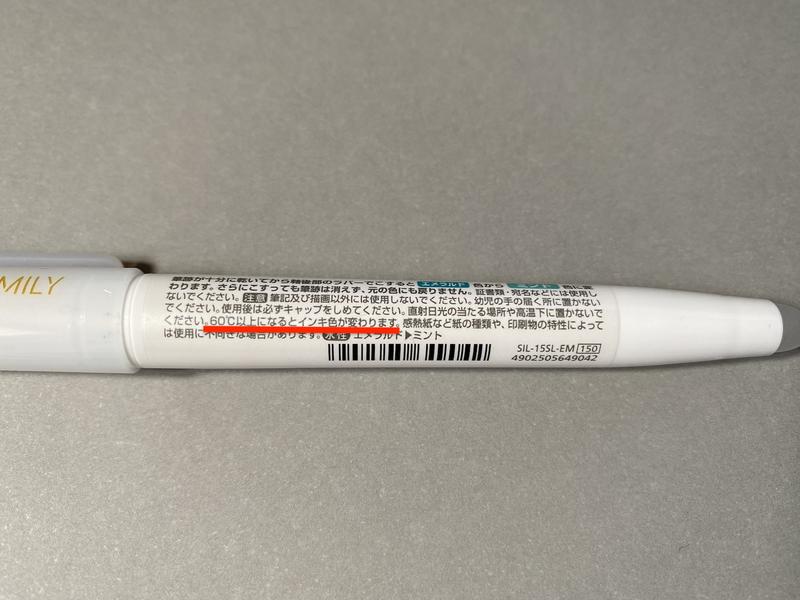 MILY
筆跡が十分に乾いてから軸後部のラバーでこすると エメラルド 色から ミント 色に変
わります。さらにこすっても筆跡は消えず、元の色にも戻りません。証書類・宛名などには使用し
ないでください。注意 筆記及び描画以外には使用しないでください。幼児の手の届く所に置かない
でください。使用後は必ずキャップをしめてください。直射日光の当たる場所や高温下に置かないで
ください。60℃以上になるとインキ色が変わります。感熱紙など紙の種類や、印刷物の特性によって
は使用に不向きな場合があります。水性 エメラルド▶ミント
SIL-15SL-EM 150
4902505649042